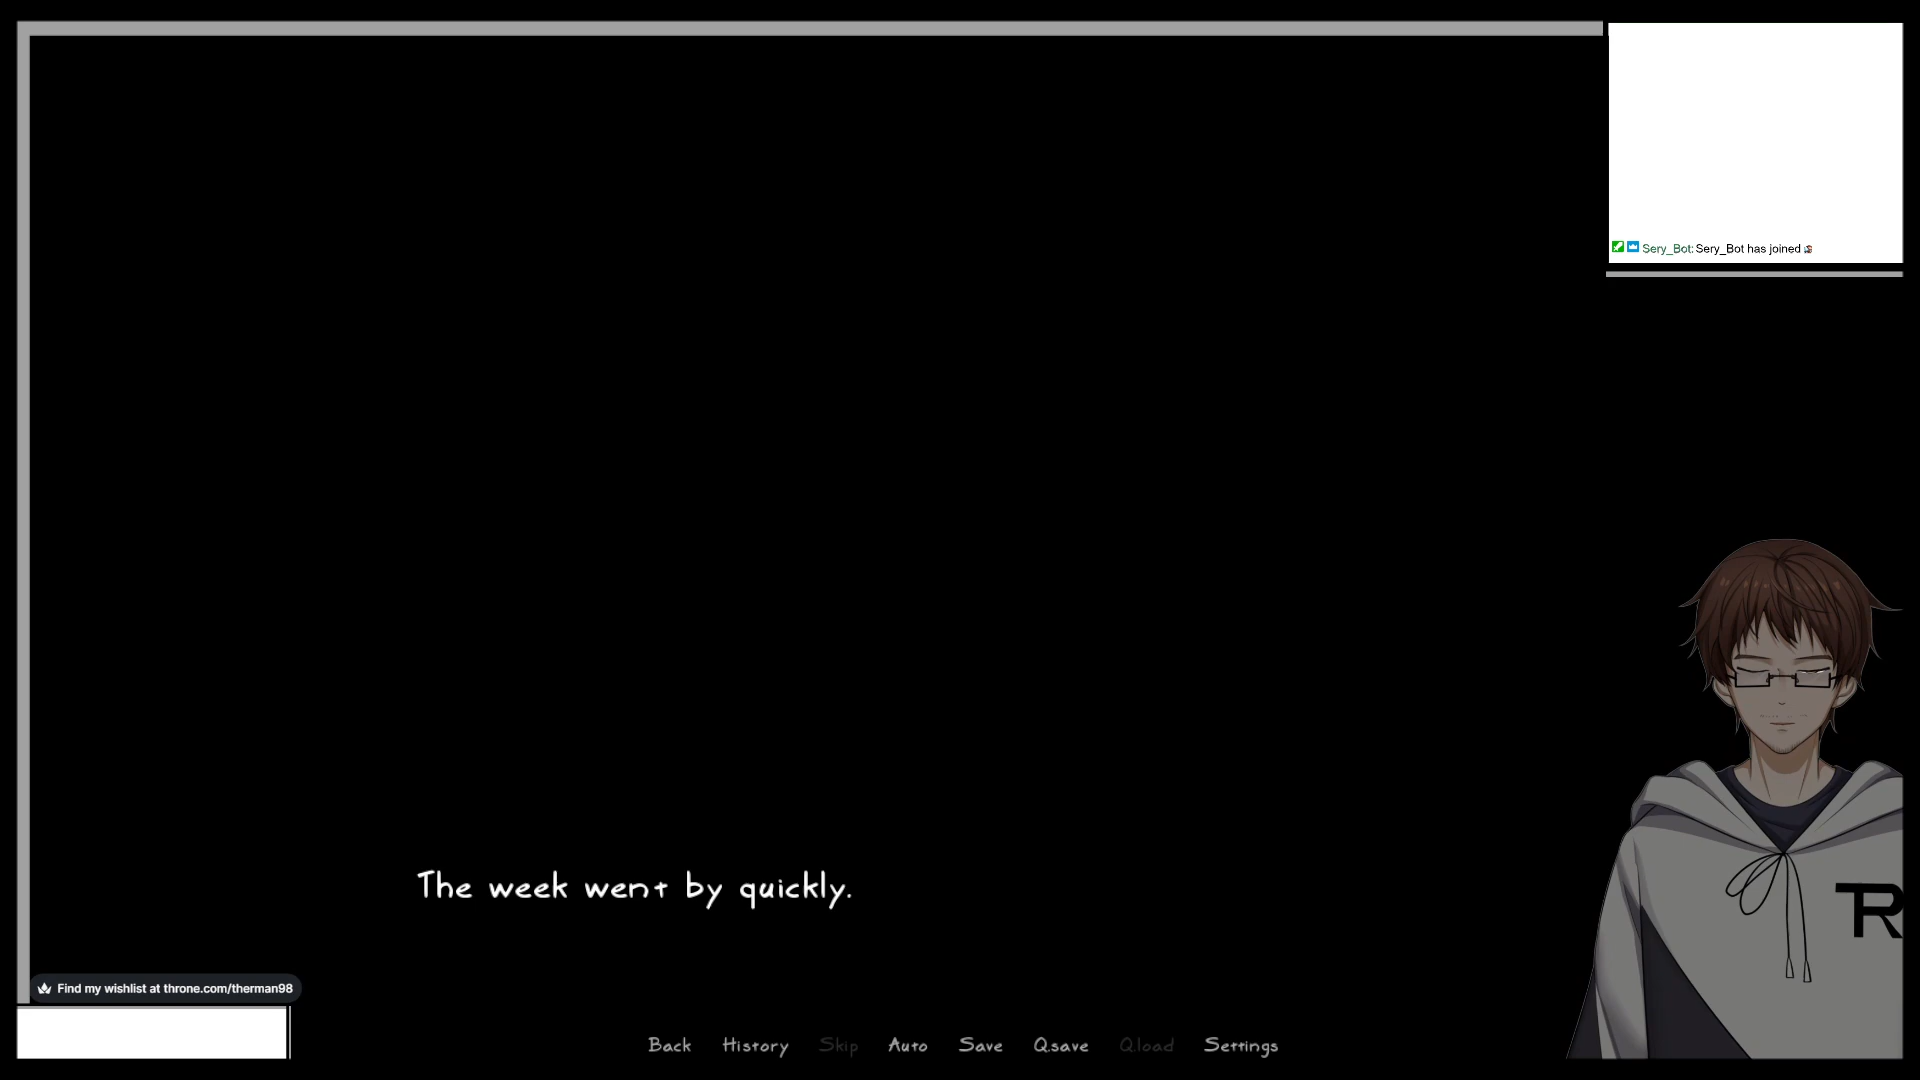 Sery_Bot: Sery_Bot has joined
The week went by quickly.
TR
Find my wishlist at throne.com/therman98
Back History Skip Auto Save Q.save Q.load Settings